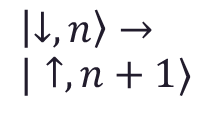 |↓, n⟩ →
| ↑, n + 1⟩